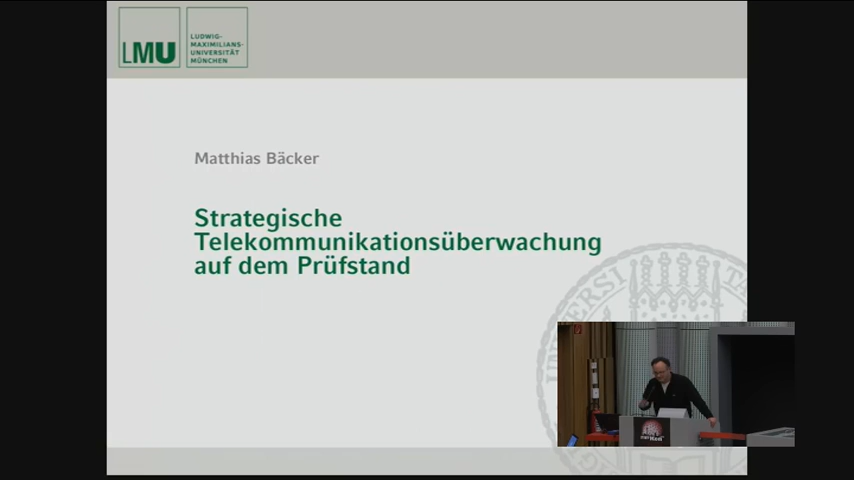 LMU
LUDWIG-
MAXIMILIANS-
UNIVERSITÄT
MÜNCHEN
Matthias Bäcker
Strategische
Telekommunikationsüberwachung
auf dem Prüfstand